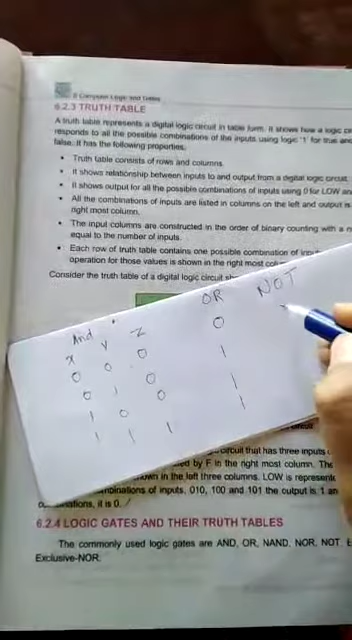 6 Computer Logic and Gates
6.2.3 TRUTH TABLE
A truth table represents a digital logic circuit in table form. It shows how a logic
responds to all the possible combinations of the inputs using logic '1' for true and
false. It has the following properties.
• Truth table consists of rows and columns.
• It shows relationship between inputs to and output from a digital logic circuit.
• It shows output for all the possible combinations of inputs using 0 for LOW an
• All the combinations of inputs are listed in columns on the left and output is
right most column.
• The input columns are constructed in the order of binary counting with a
equal to the number of inputs.
• Each row of truth table contains one possible combination of
operation for those values is shown in the right most
Consider the truth table of a digital logic circuit
And OR NOT
x y z
0 0 0 0
0 1 0 1
1 0 0 1
1 1 1 1
circuit that has three inputs
by F in the right most column. The
in the left three columns. LOW is
of inputs, 010, 100 and 101 the output is 1
it is 0.
6.2.4 LOGIC GATES AND THEIR TRUTH TABLES
The commonly used logic gates are AND, OR, NAND, NOR, NOT
Exclusive-NOR.